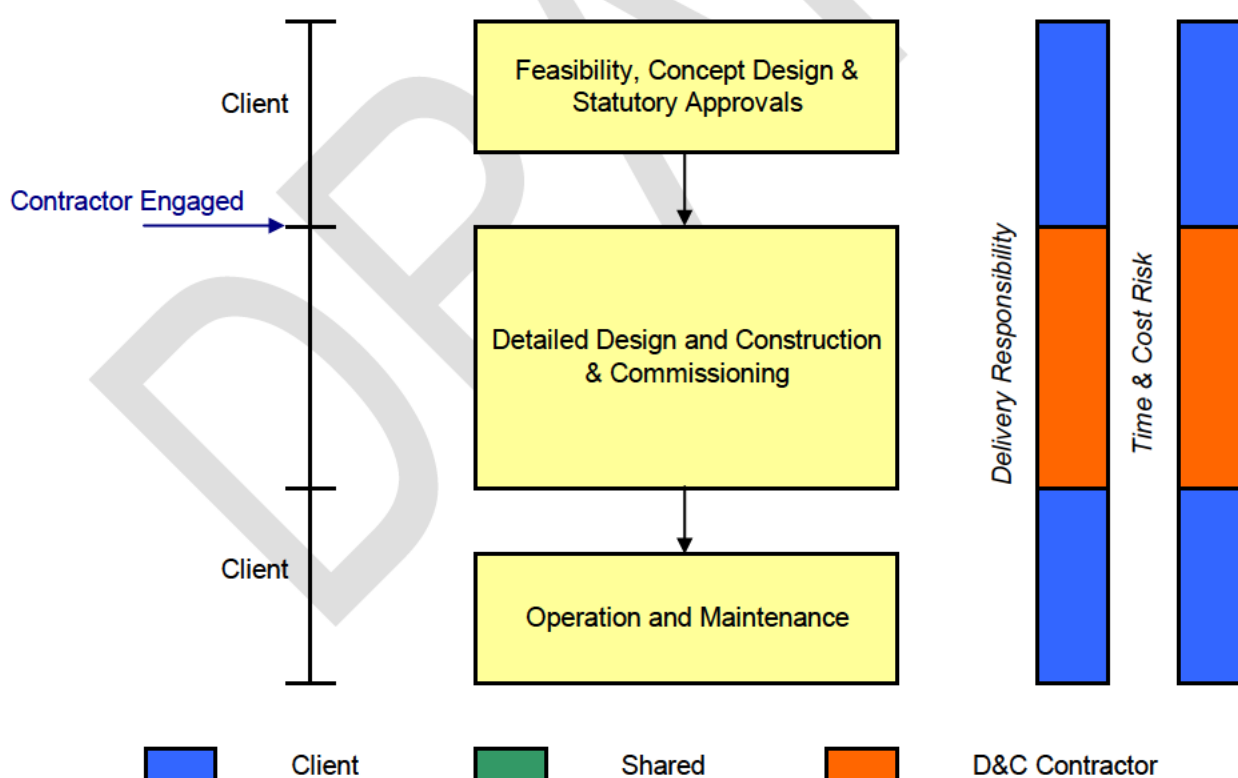 Feasibility, Concept Design &
Statutory Approvals
Client
Contractor Engaged
Detailed Design and Construction
& Commissioning
Delivery Responsibility
Time & Cost Risk
Client
Operation and Maintenance
Client
Shared
D&C Contractor